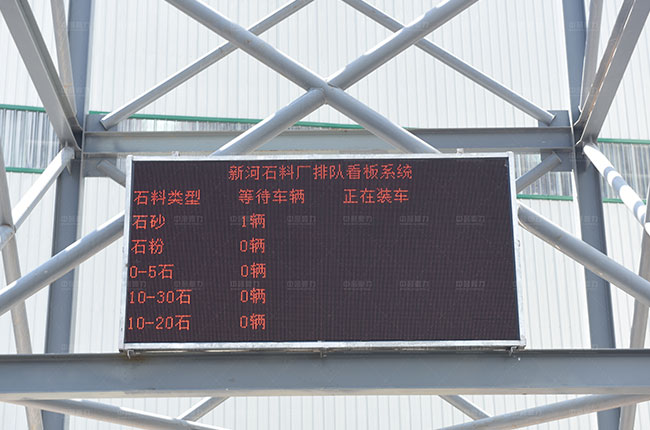 新河石料厂排队看板系统
石料类型 等待车辆 正在装车
石砂 1辆
石粉 0辆
0-5石 0辆
10-30石 0辆
10-20石 0辆